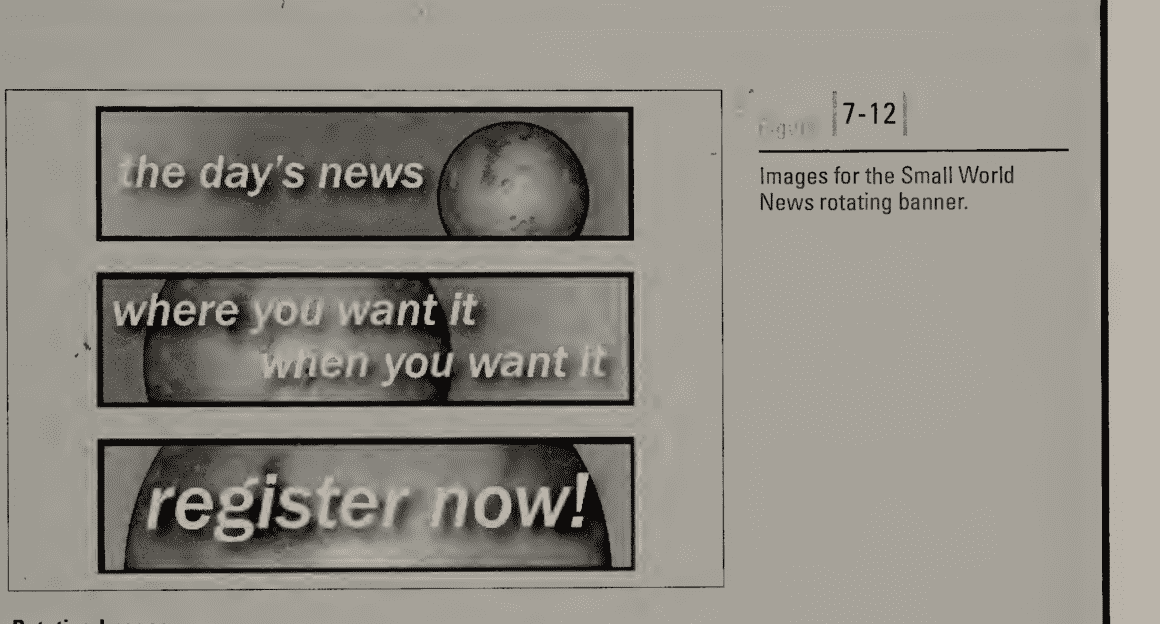 the day's news
where you want it
when you want it
register now!
Figure 7-12
Images for the Small World
News rotating banner.